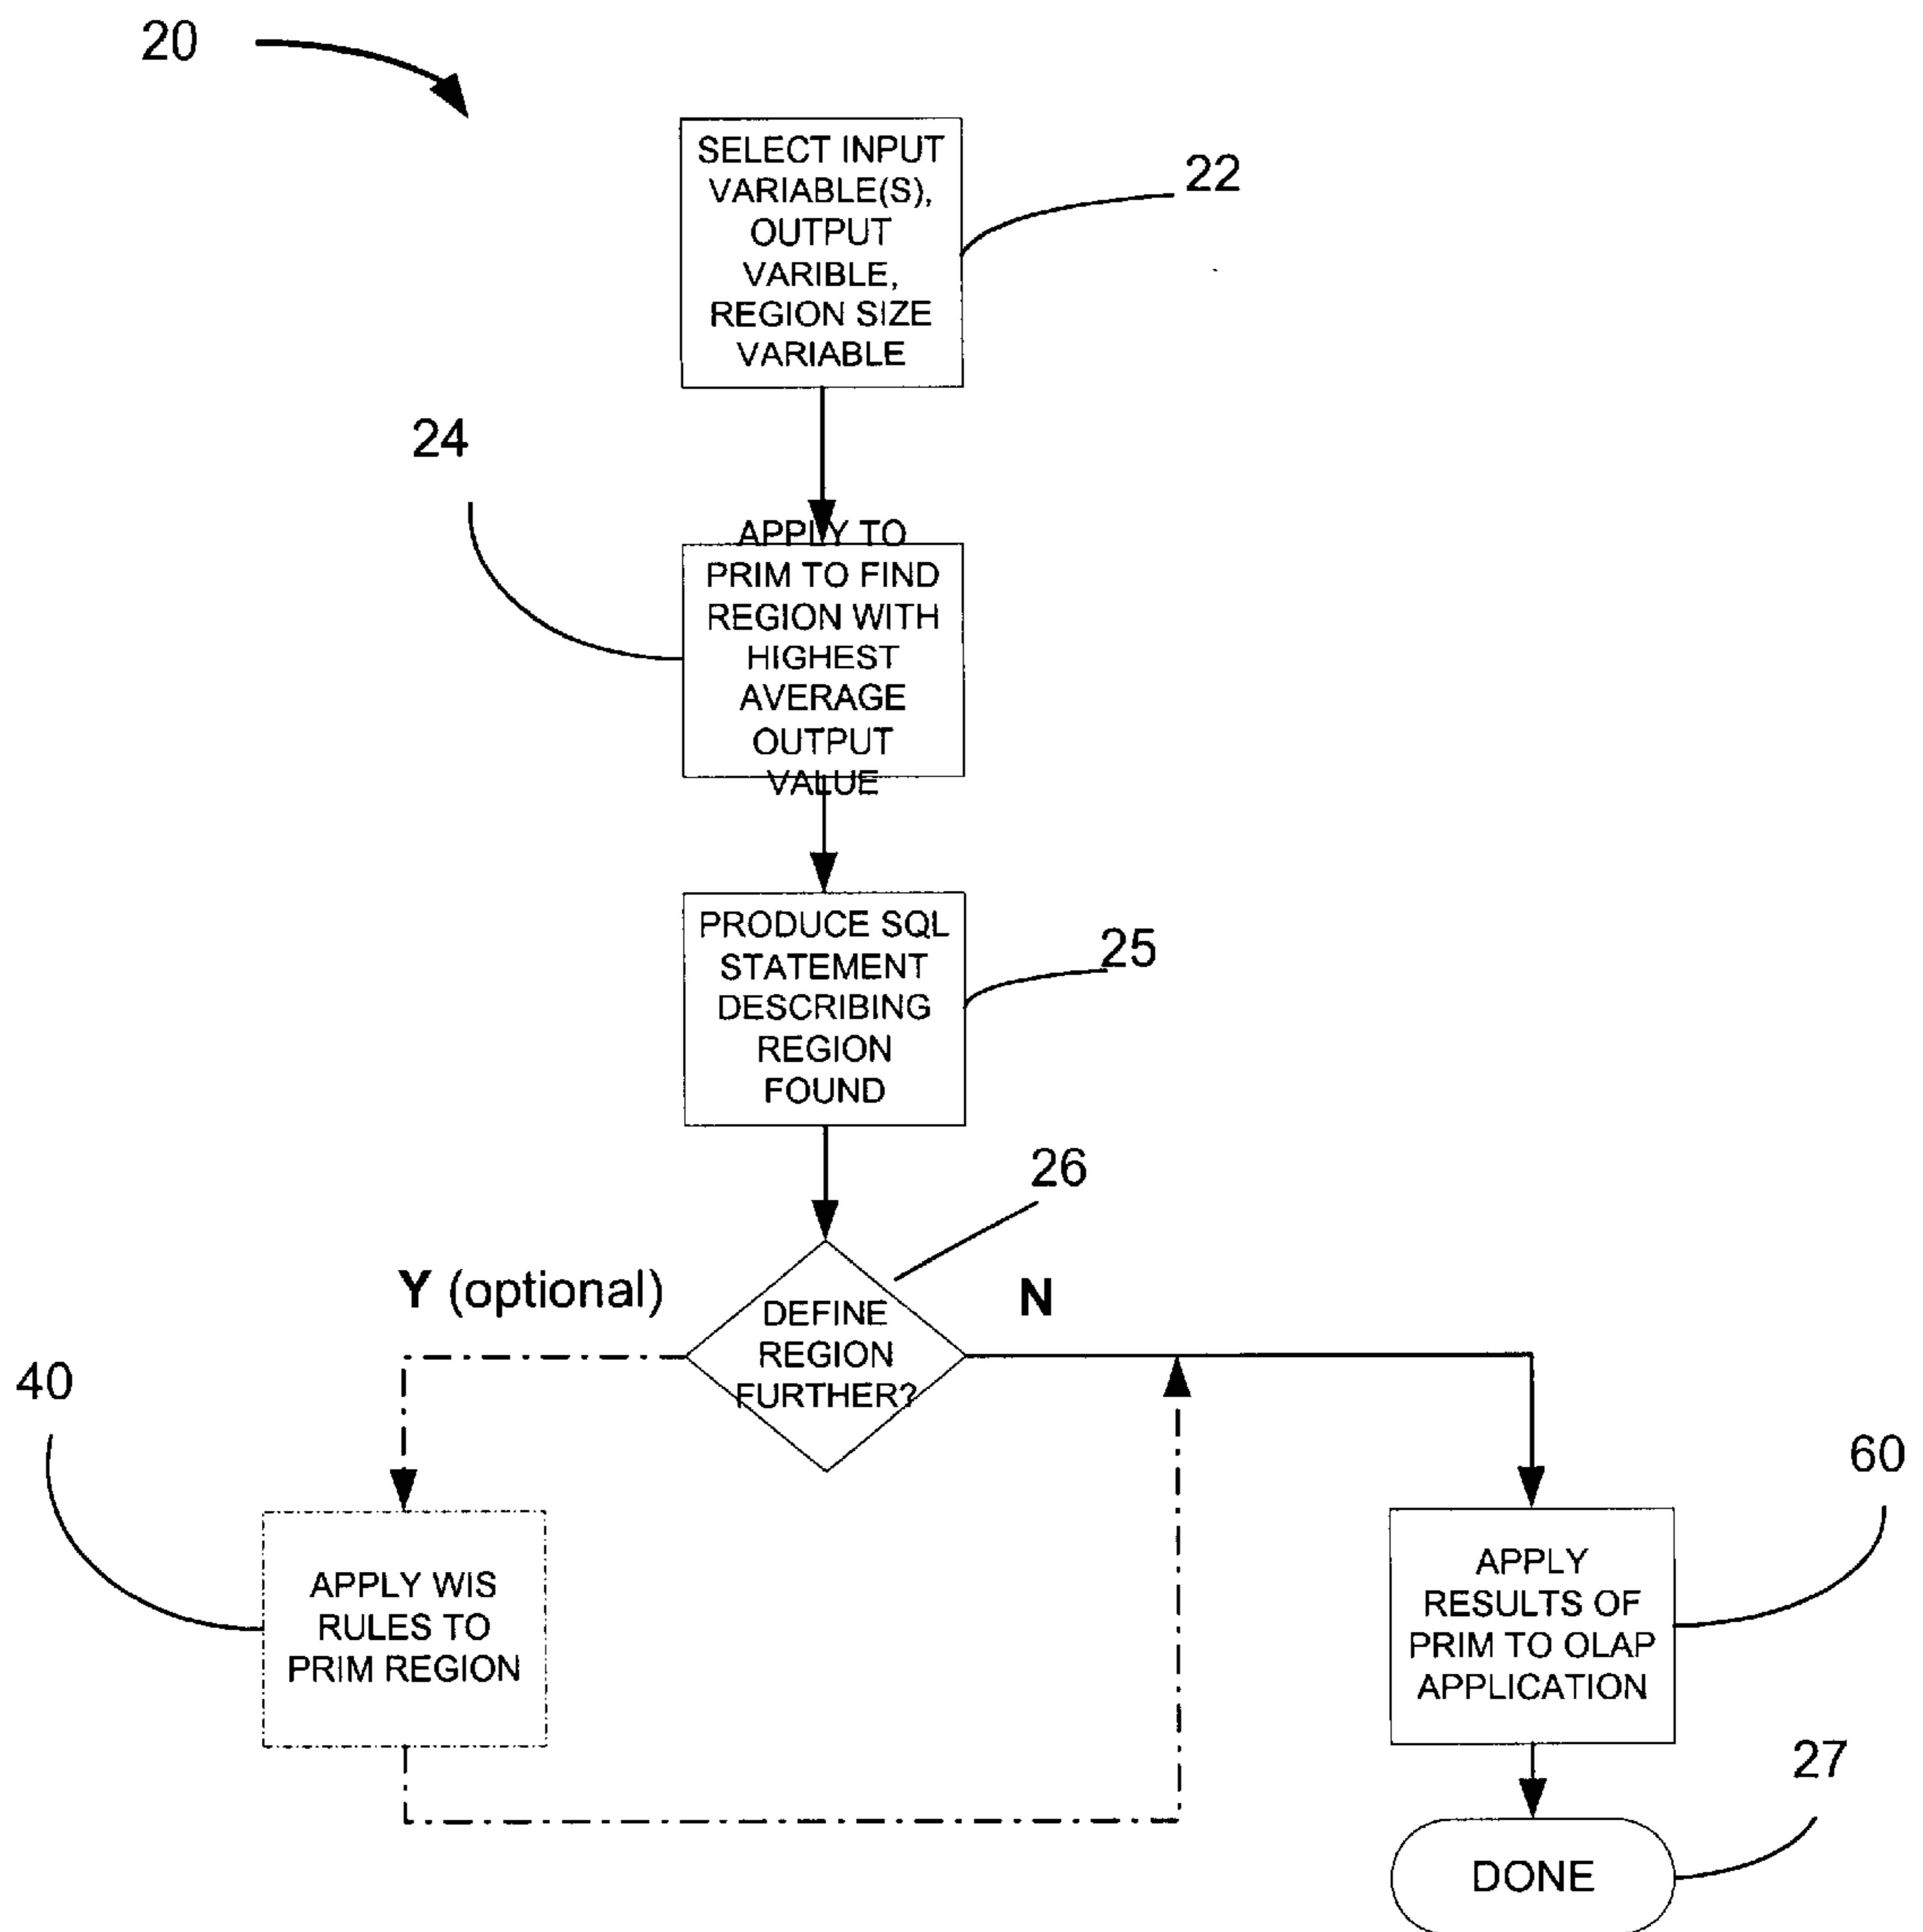 20
SELECT INPUT
VARIABLE(S),
OUTPUT
VARIBLE,
REGION SIZE
VARIABLE
22
24
APPLY TO
PRIM TO FIND
REGION WITH
HIGHEST
AVERAGE
OUTPUT
VALUE
PRODUCE SQL
STATEMENT
DESCRIBING
REGION
FOUND
25
26
Y (optional)
N
DEFINE
REGION
FURTHER?
40
60
APPLY WIS
RULES TO
PRIM REGION
APPLY
RESULTS OF
PRIM TO OLAP
APPLICATION
27
DONE